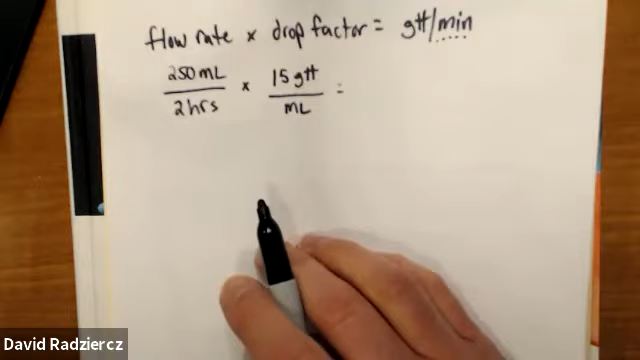 flow rate x drop factor = gtt/min
250 mL / 2 hrs x 15 gtt / mL =
David Radziercz